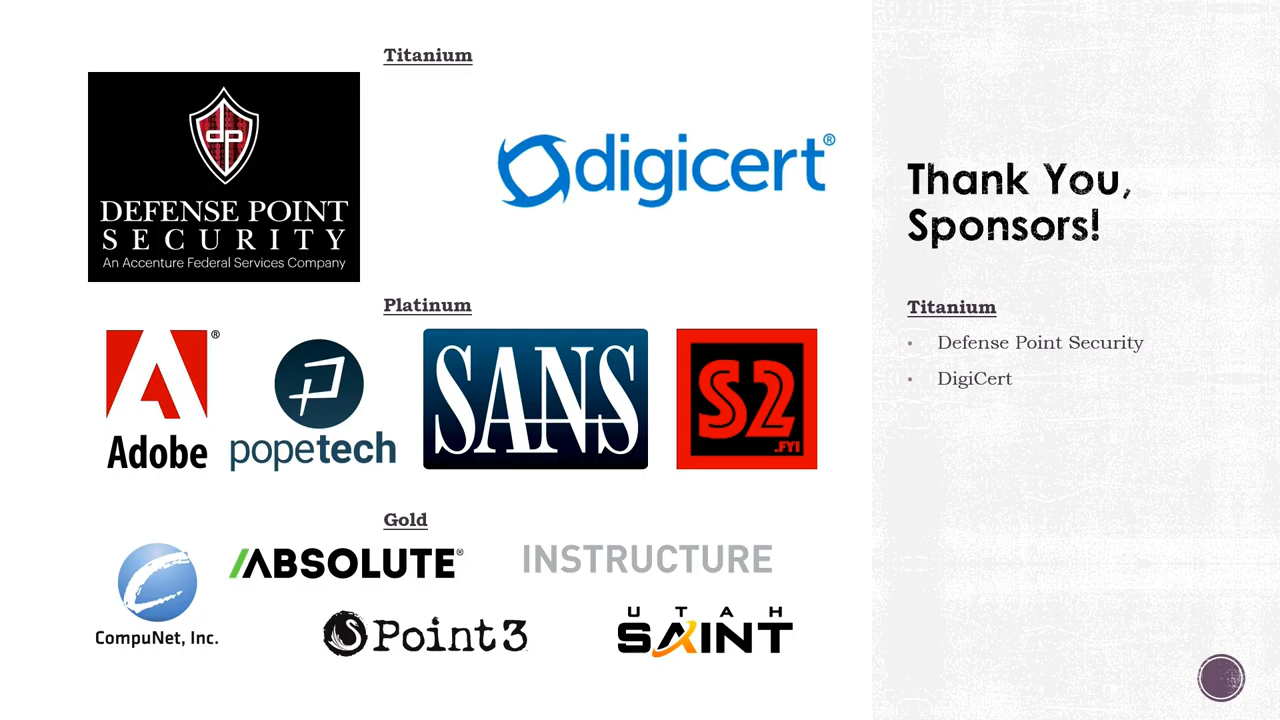 Titanium
DEFENSE POINT
SECURITY
An Accenture Federal Services Company
digicert®
Platinum
Adobe®
popetech
SANS
S2
.FYI
Gold
CompuNet, Inc.
ABSOLUTE®
INSTRUCTURE
Point3
UTAH
SAINT
Thank You,
Sponsors!
Titanium
• Defense Point Security
• DigiCert